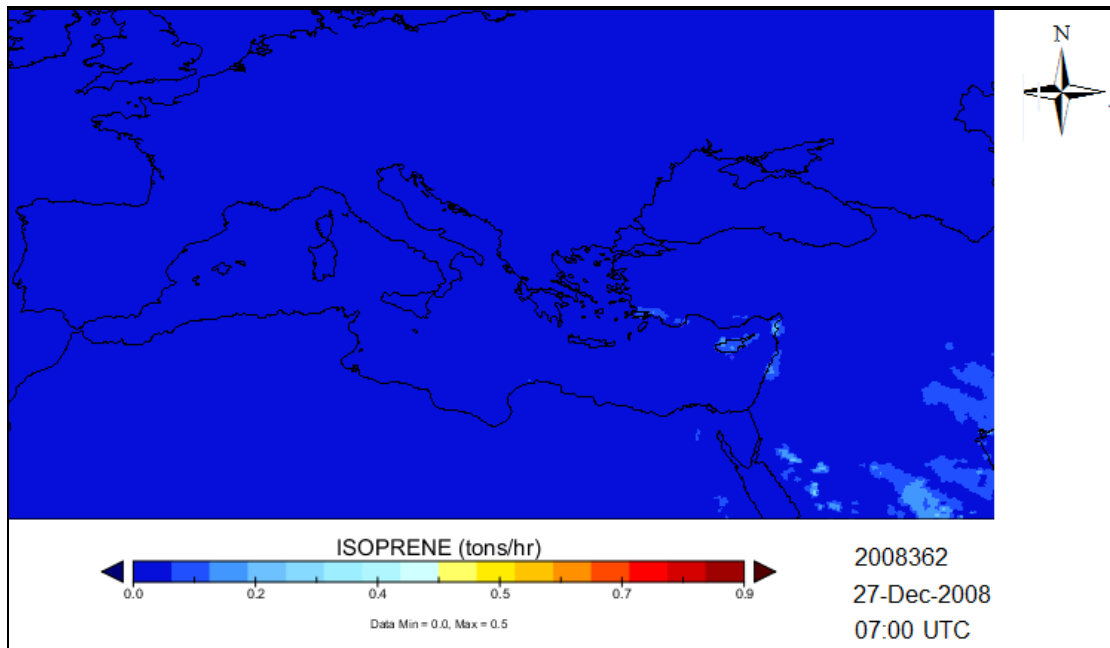 N
ISOPRENE (tons/hr)
0.0 0.2 0.4 0.5 0.7 0.9
Data Min = 0.0, Max = 0.5
2008362
27-Dec-2008
07:00 UTC